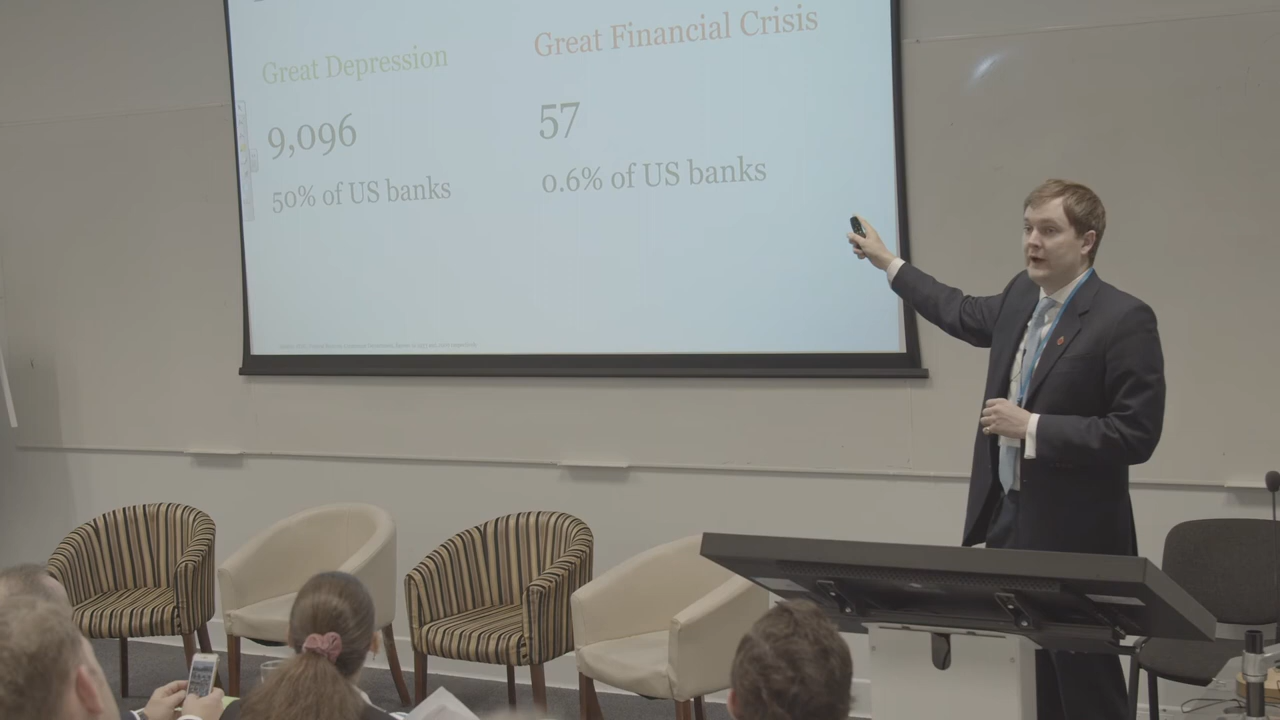 Great Depression
Great Financial Crisis
9,096
57
50% of US banks
0.6% of US banks